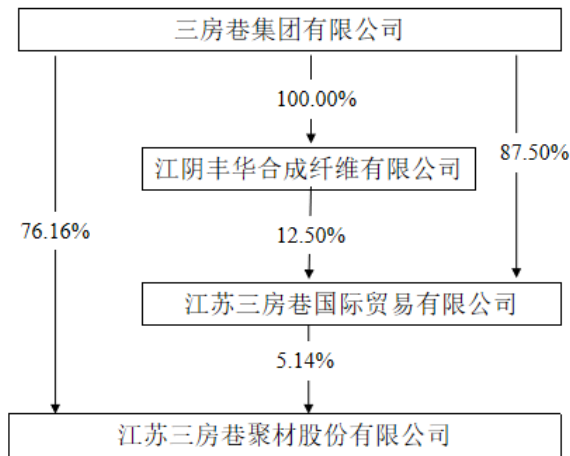 三房巷集团有限公司
100.00%
江阴丰华合成纤维有限公司
87.50%
76.16%
12.50%
江苏三房巷国际贸易有限公司
5.14%
江苏三房巷聚材股份有限公司